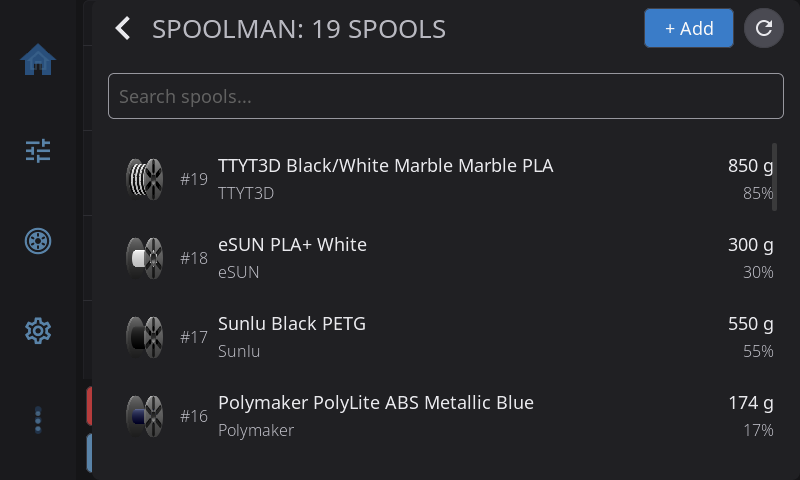 SPOOLMAN: 19 SPOOLS
+ Add
Search spools...
#19
TTYT3D Black/White Marble Marble PLA
TTYT3D
850 g
85%
#18
eSUN PLA+ White
eSUN
300 g
30%
#17
Sunlu Black PETG
Sunlu
550 g
55%
#16
Polymaker PolyLite ABS Metallic Blue
Polymaker
174 g
17%